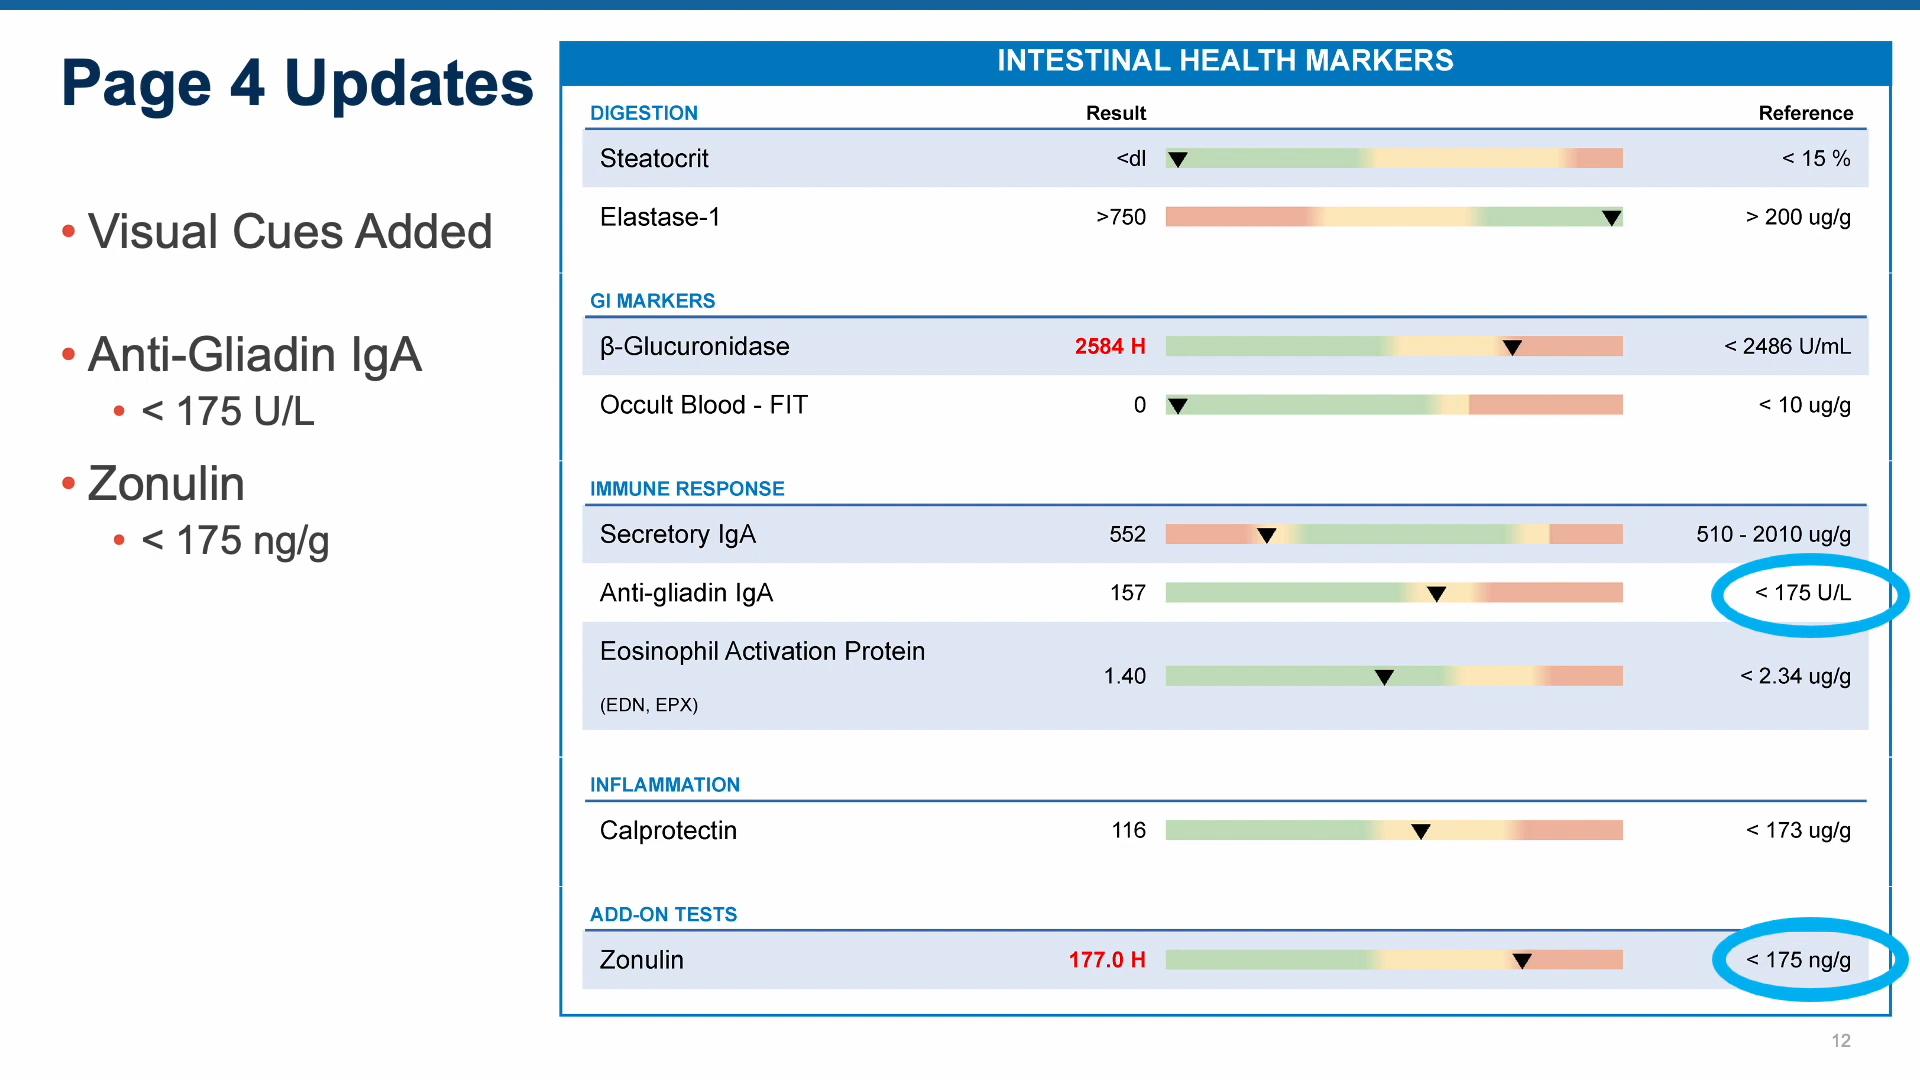 Page 4 Updates
• Visual Cues Added
• Anti-Gliadin IgA
• < 175 U/L
• Zonulin
• < 175 ng/g
INTESTINAL HEALTH MARKERS
DIGESTION Result Reference
Steatocrit <dl < 15 %
Elastase-1 >750 > 200 ug/g
GI MARKERS
β-Glucuronidase 2584 H < 2486 U/mL
Occult Blood - FIT 0 < 10 ug/g
IMMUNE RESPONSE
Secretory IgA 552 510 - 2010 ug/g
Anti-gliadin IgA 157 < 175 U/L
Eosinophil Activation Protein
1.40 < 2.34 ug/g
(EDN, EPX)
INFLAMMATION
Calprotectin 116 < 173 ug/g
ADD-ON TESTS
Zonulin 177.0 H < 175 ng/g
12